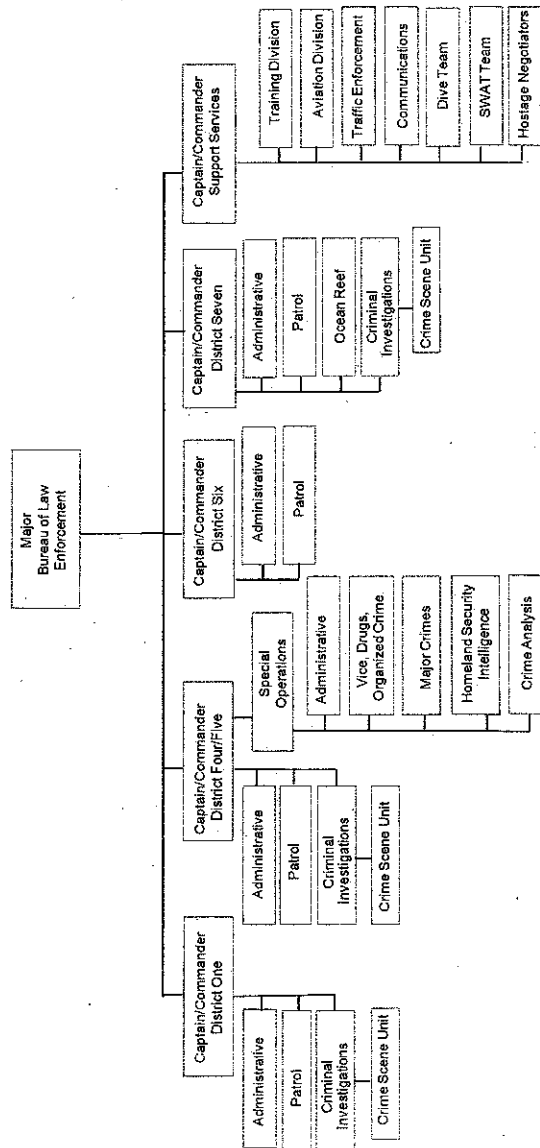 Major
Bureau of Law
Enforcement
Captain/Commander
District One
Administrative
Patrol
Criminal
Investigations
Crime Scene Unit
Captain/Commander
District Four/Five
Administrative
Patrol
Criminal
Investigations
Crime Scene Unit
Special
Operations
Administrative
Vice, Drugs,
Organized Crime
Major Crimes
Homeland Security
Intelligence
Crime Analysis
Captain/Commander
District Six
Administrative
Patrol
Captain/Commander
District Seven
Administrative
Patrol
Ocean Reef
Criminal
Investigations
Crime Scene Unit
Captain/Commander
Support Services
Training Division
Aviation Division
Traffic Enforcement
Communications
Dive Team
SWAT Team
Hostage Negotiators